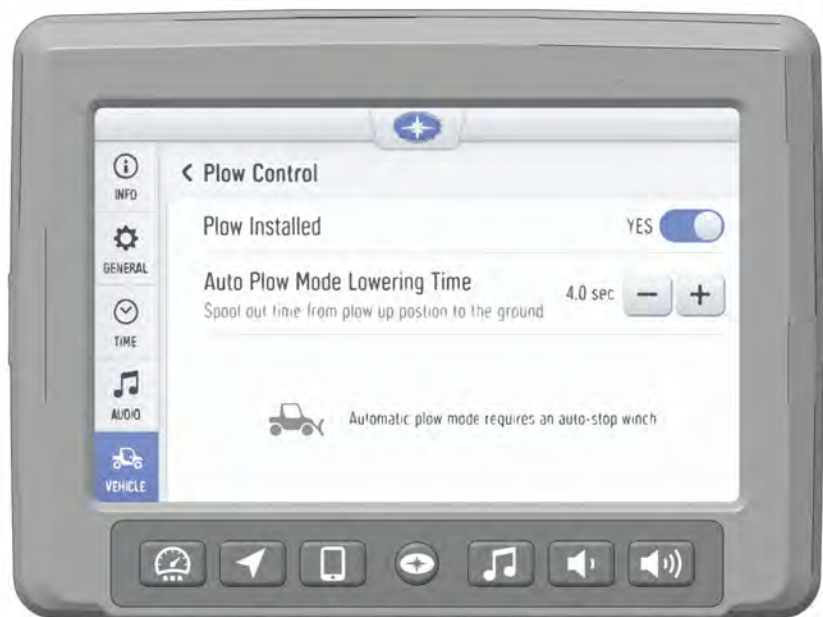 INFO
GENERAL
TIME
AUDIO
VEHICLE
< Plow Control
Plow Installed
YES
Auto Plow Mode Lowering Time
Spool out time from plow up postion to the ground
4.0 sec
− +
Automatic plow mode requires an auto-stop winch